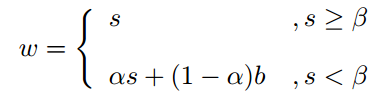 w = { s , s ≥ β
αs + (1 − α)b , s < β